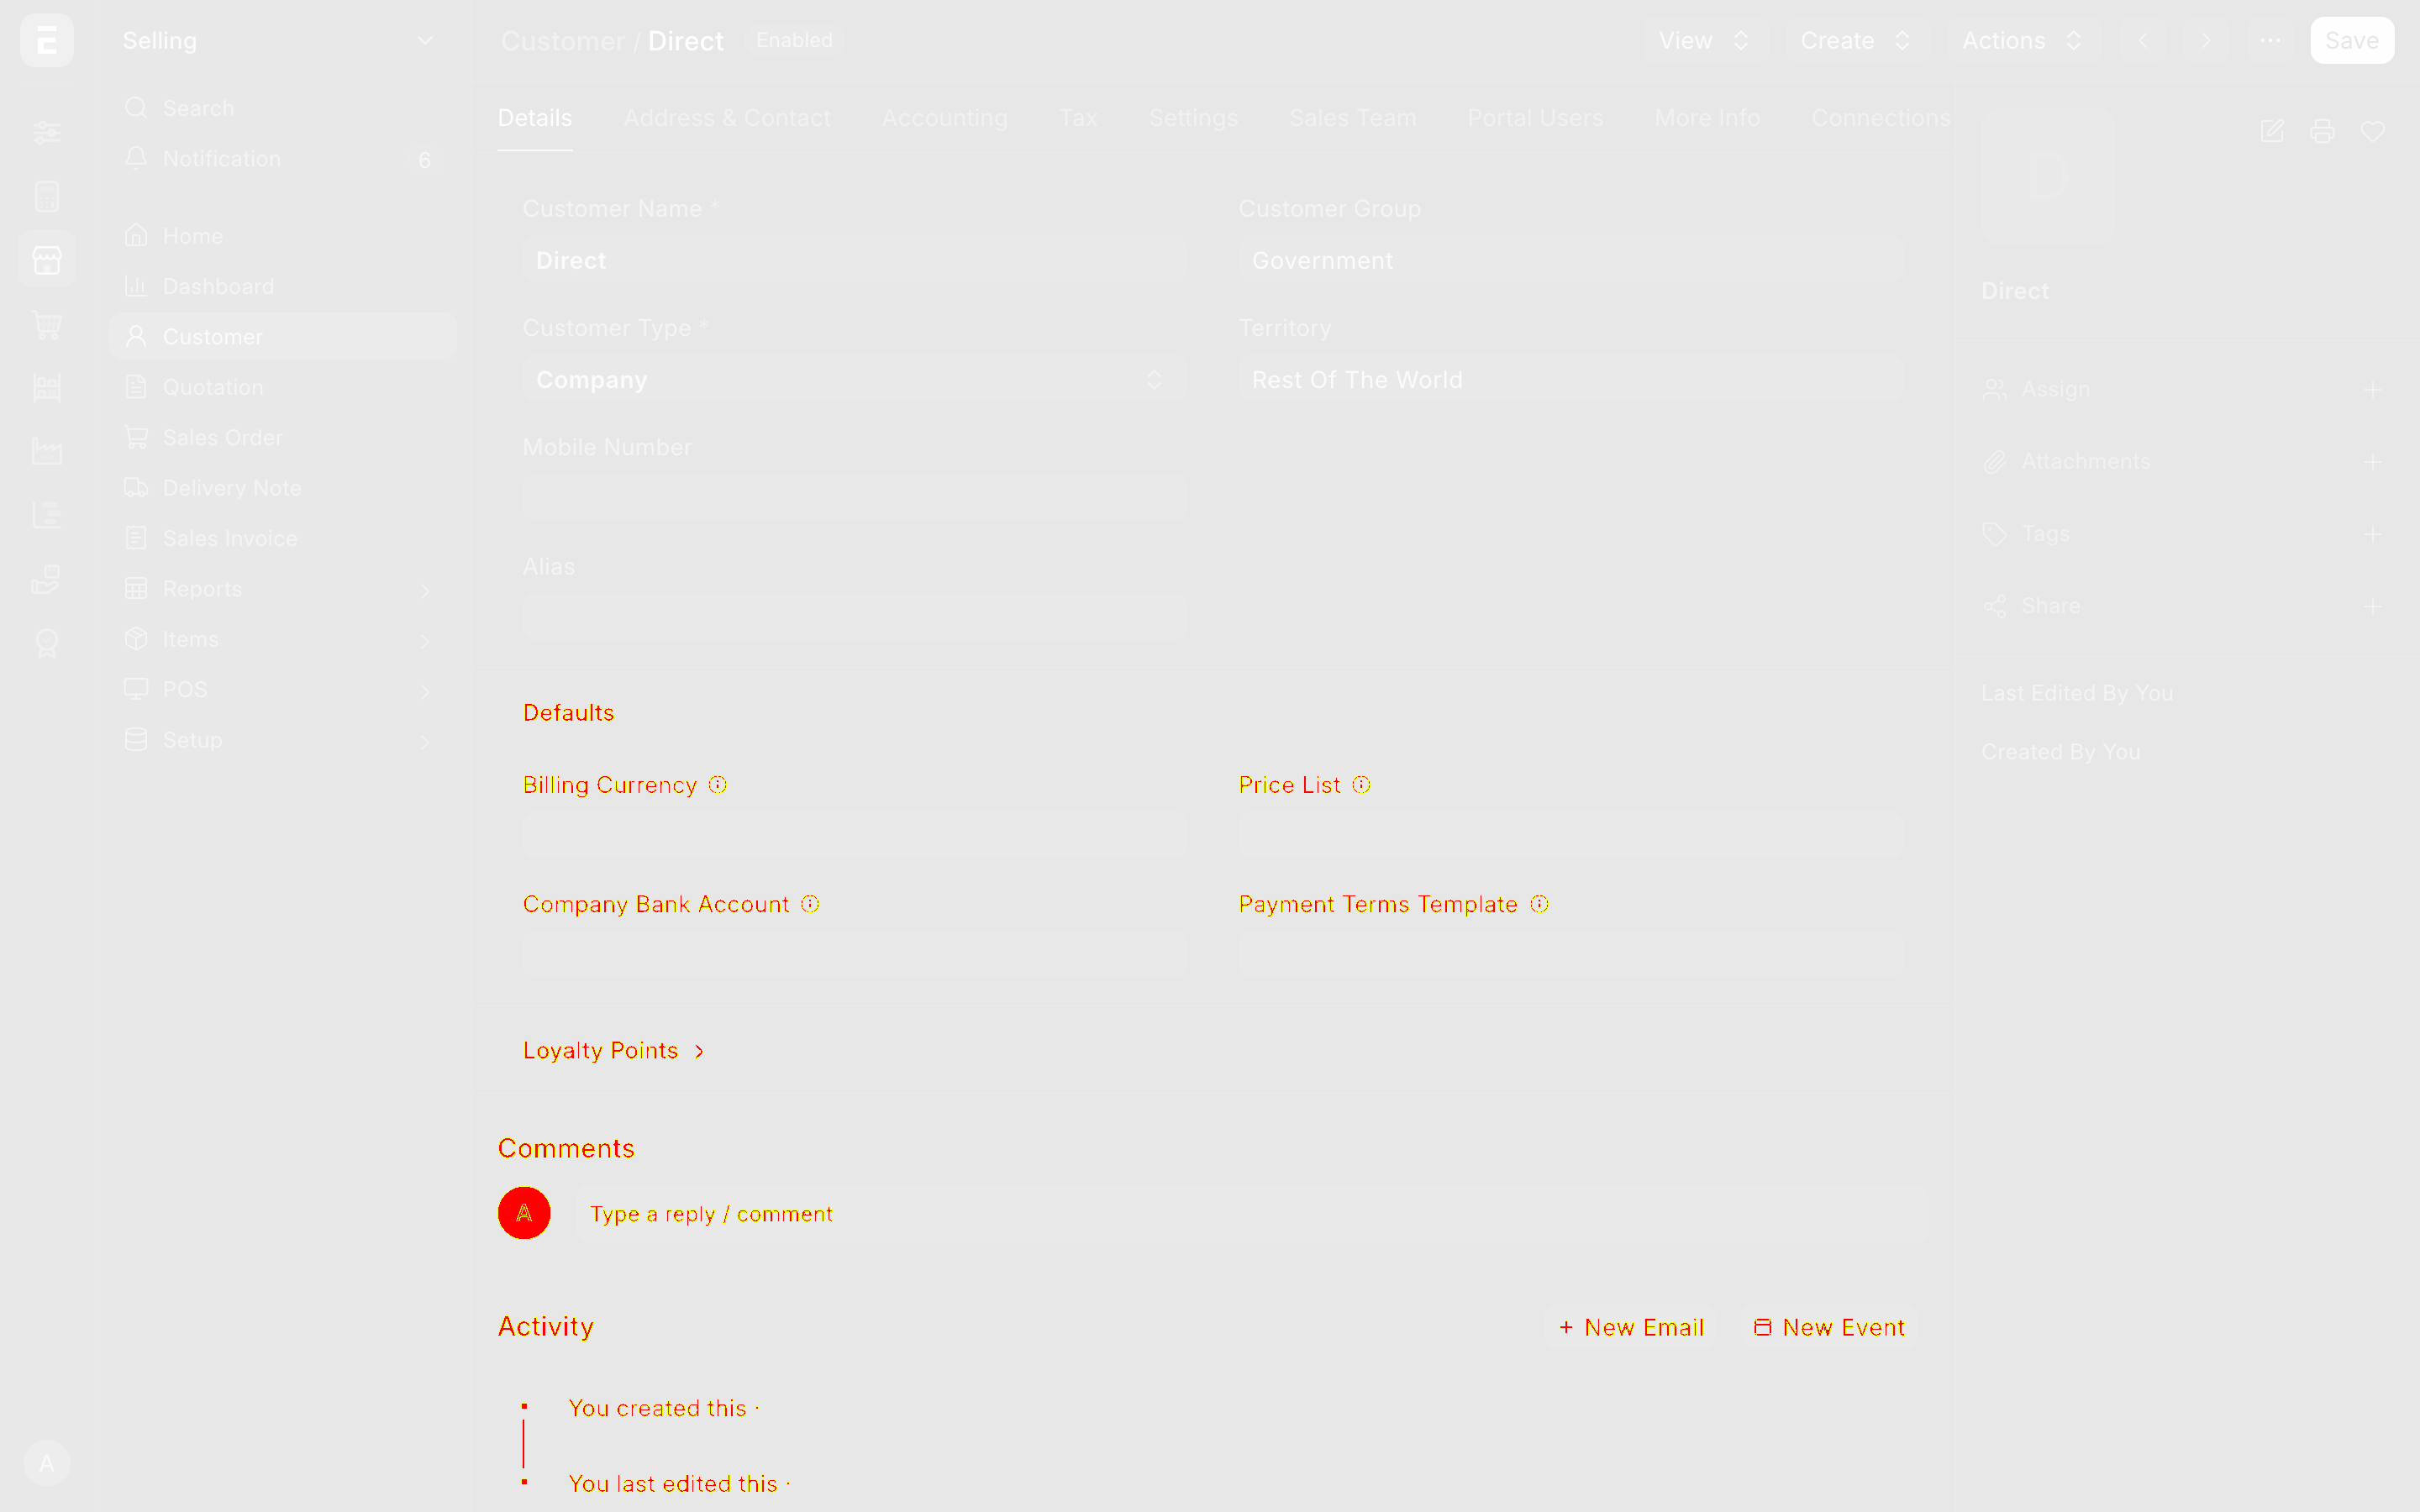 Selling
Customer / Direct
Enabled
View
Create
Actions
Save
Search
Notification
6
Home
Dashboard
Customer
Quotation
Sales Order
Delivery Note
Sales Invoice
Reports
Items
POS
Setup
A
Details
Address & Contact
Accounting
Tax
Settings
Sales Team
Portal Users
More Info
Connections
Customer Name *
Direct
Customer Group
Government
Customer Type *
Company
Territory
Rest Of The World
Mobile Number
Alias
Defaults
Billing Currency
Price List
Company Bank Account
Payment Terms Template
Loyalty Points
Comments
A
Type a reply / comment
Activity
+ New Email
New Event
You created this ·
You last edited this ·
D
Direct
Assign
Attachments
Tags
Share
Last Edited By You
Created By You